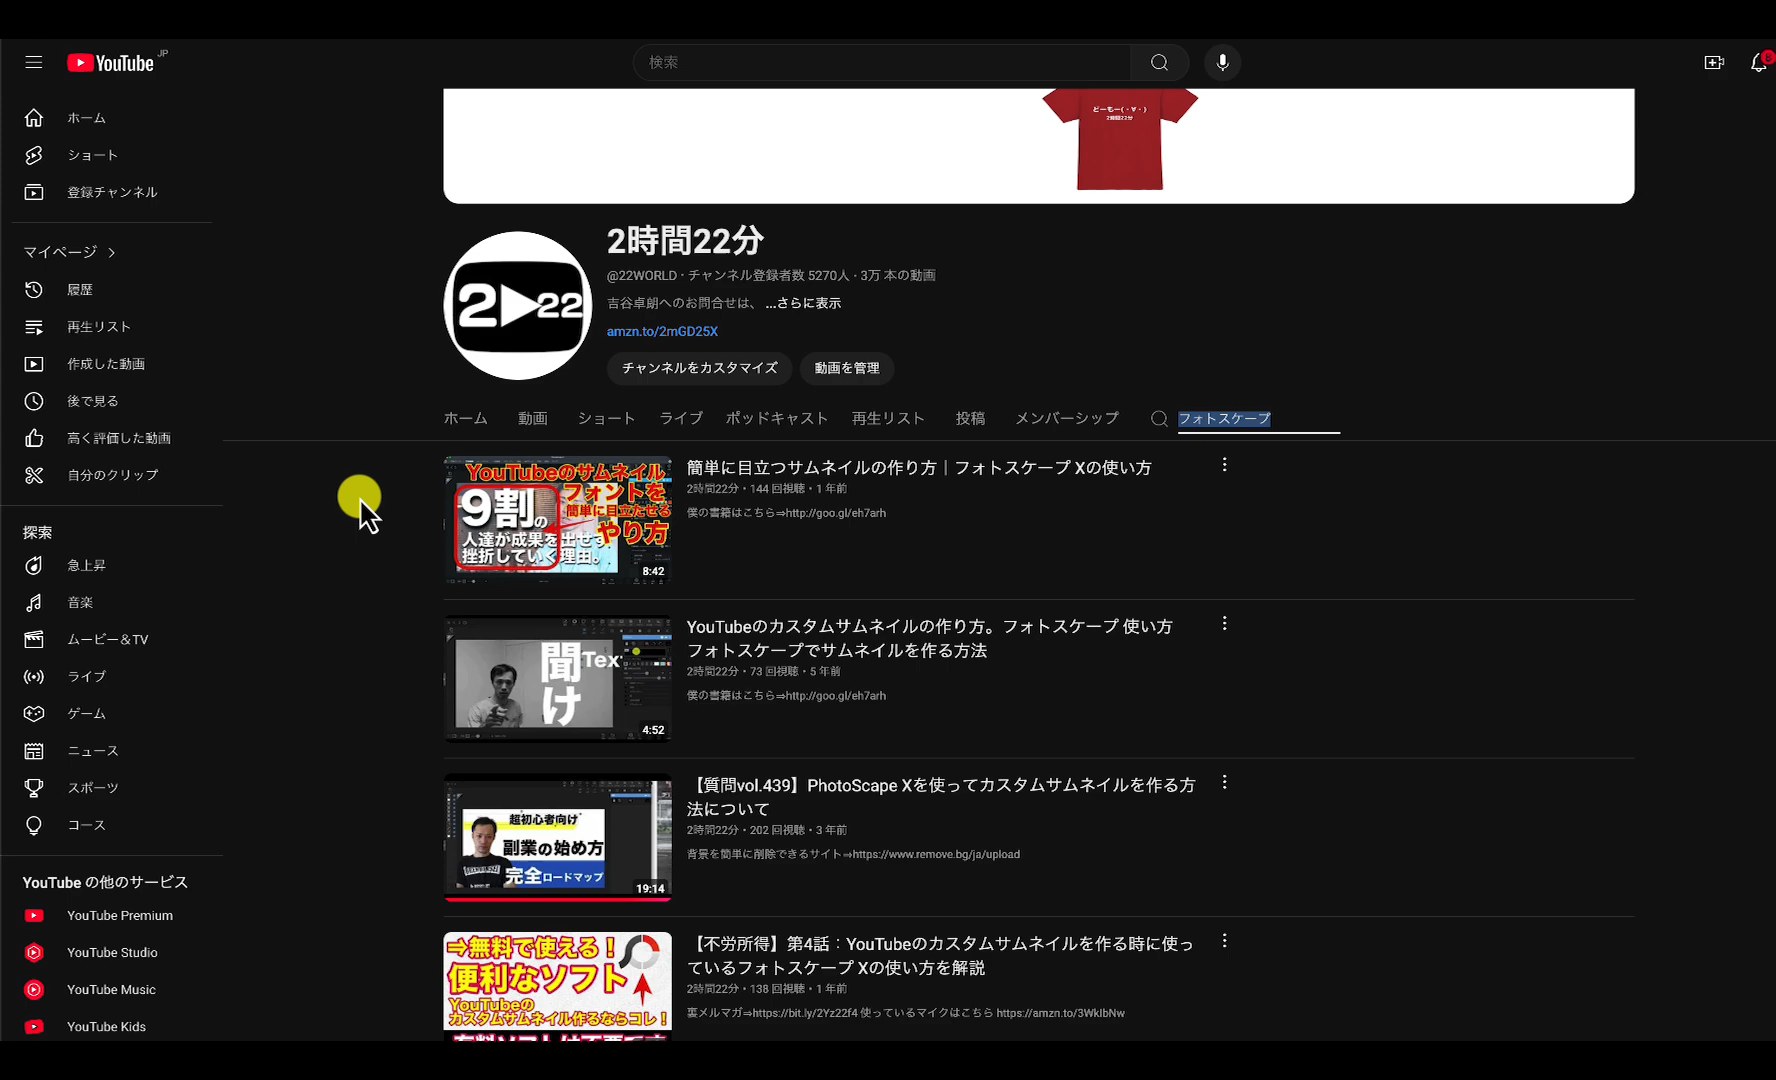 YouTube JP
検索
ホーム
ショート
登録チャンネル
マイページ
履歴
再生リスト
作成した動画
後で見る
高く評価した動画
自分のクリップ
探索
急上昇
音楽
ムービー＆TV
ライブ
ゲーム
ニュース
スポーツ
コース
YouTube の他のサービス
YouTube Premium
YouTube Studio
YouTube Music
YouTube Kids
どーもー(・∀・)
2時間22分
2 22
2時間22分
@22WORLD・チャンネル登録者数 5270人・3万 本の動画
吉谷卓朗へのお問合せは、 ...さらに表示
amzn.to/2mGD25X
チャンネルをカスタマイズ 動画を管理
ホーム 動画 ショート ライブ ポッドキャスト 再生リスト 投稿 メンバーシップ フォトスケープ
YouTubeのサムネイル
フォントを
簡単に目立たせる
やり方
9割の
人達が成果を出せず
挫折していく理由。
8:42
簡単に目立つサムネイルの作り方｜フォトスケープ Xの使い方
2時間22分・144 回視聴・1 年前
僕の書籍はこちら⇒http://goo.gl/eh7arh
聞け
Tex
4:52
YouTubeのカスタムサムネイルの作り方。フォトスケープ 使い方
フォトスケープでサムネイルを作る方法
2時間22分・73 回視聴・5 年前
僕の書籍はこちら⇒http://goo.gl/eh7arh
超初心者向け
副業の始め方
完全ロードマップ
19:14
【質問vol.439】PhotoScape Xを使ってカスタムサムネイルを作る方
法について
2時間22分・202 回視聴・3 年前
背景を簡単に削除できるサイト⇒https://www.remove.bg/ja/upload
⇒無料で使える！
便利なソフト
YouTubeの
カスタムサムネイル作るならコレ！
【不労所得】第4話：YouTubeのカスタムサムネイルを作る時に使っ
ているフォトスケープ Xの使い方を解説
2時間22分・138 回視聴・1 年前
裏メルマガ⇒https://bit.ly/2Yz22f4 使っているマイクはこちら https://amzn.to/3WkIbNw